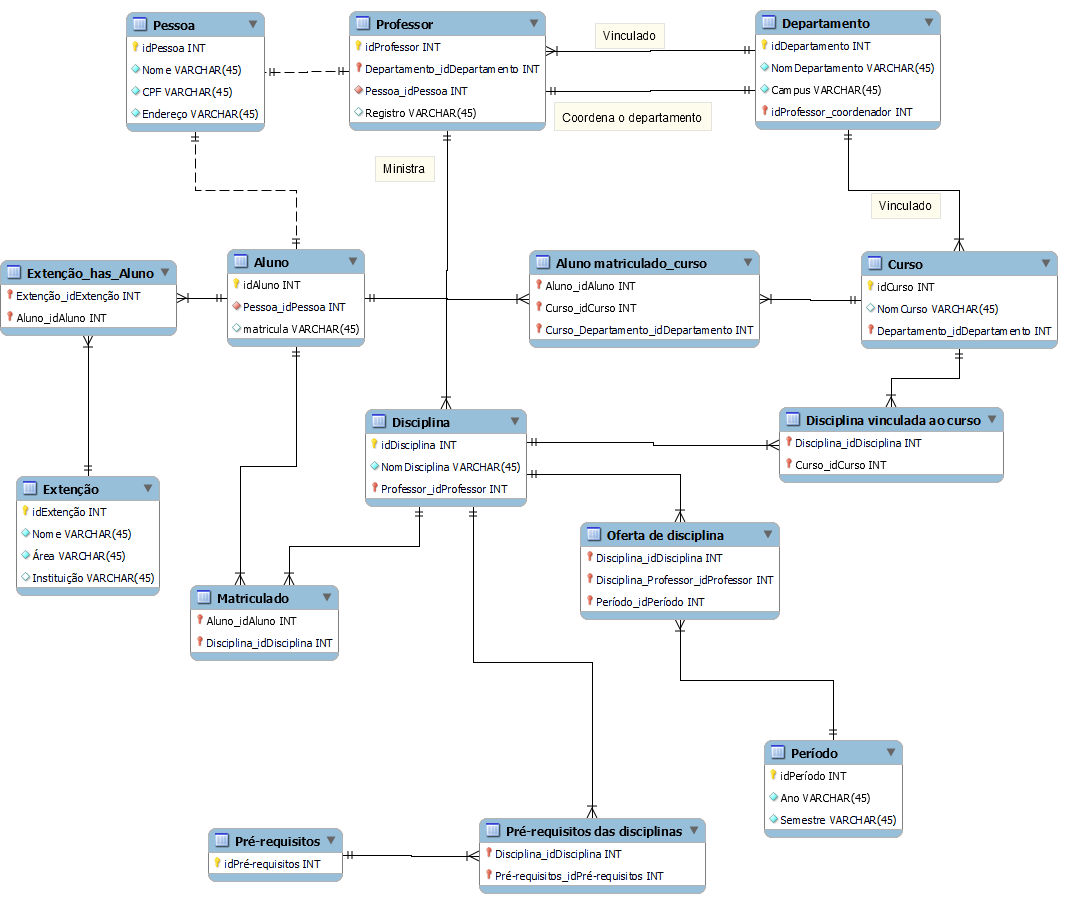 Pessoa
idPessoa INT
Nome VARCHAR(45)
CPF VARCHAR(45)
Endereço VARCHAR(45)
Professor
idProfessor INT
Departamento_idDepartamento INT
Pessoa_idPessoa INT
Registro VARCHAR(45)
Vinculado
Coordena o departamento
Departamento
idDepartamento INT
NomDepartamento VARCHAR(45)
Campus VARCHAR(45)
idProfessor_coordenador INT
Ministra
Vinculado
Extenção_has_Aluno
Extenção_idExtenção INT
Aluno_idAluno INT
Aluno
idAluno INT
Pessoa_idPessoa INT
matricula VARCHAR(45)
Aluno matriculado_curso
Aluno_idAluno INT
Curso_idCurso INT
Curso_Departamento_idDepartamento INT
Curso
idCurso INT
NomCurso VARCHAR(45)
Departamento_idDepartamento INT
Disciplina
idDisciplina INT
NomDisciplina VARCHAR(45)
Professor_idProfessor INT
Disciplina vinculada ao curso
Disciplina_idDisciplina INT
Curso_idCurso INT
Extenção
idExtenção INT
Nome VARCHAR(45)
Área VARCHAR(45)
Instituição VARCHAR(45)
Oferta de disciplina
Disciplina_idDisciplina INT
Disciplina_Professor_idProfessor INT
Período_idPeríodo INT
Matriculado
Aluno_idAluno INT
Disciplina_idDisciplina INT
Período
idPeríodo INT
Ano VARCHAR(45)
Semestre VARCHAR(45)
Pré-requisitos
idPré-requisitos INT
Pré-requisitos das disciplinas
Disciplina_idDisciplina INT
Pré-requisitos_idPré-requisitos INT